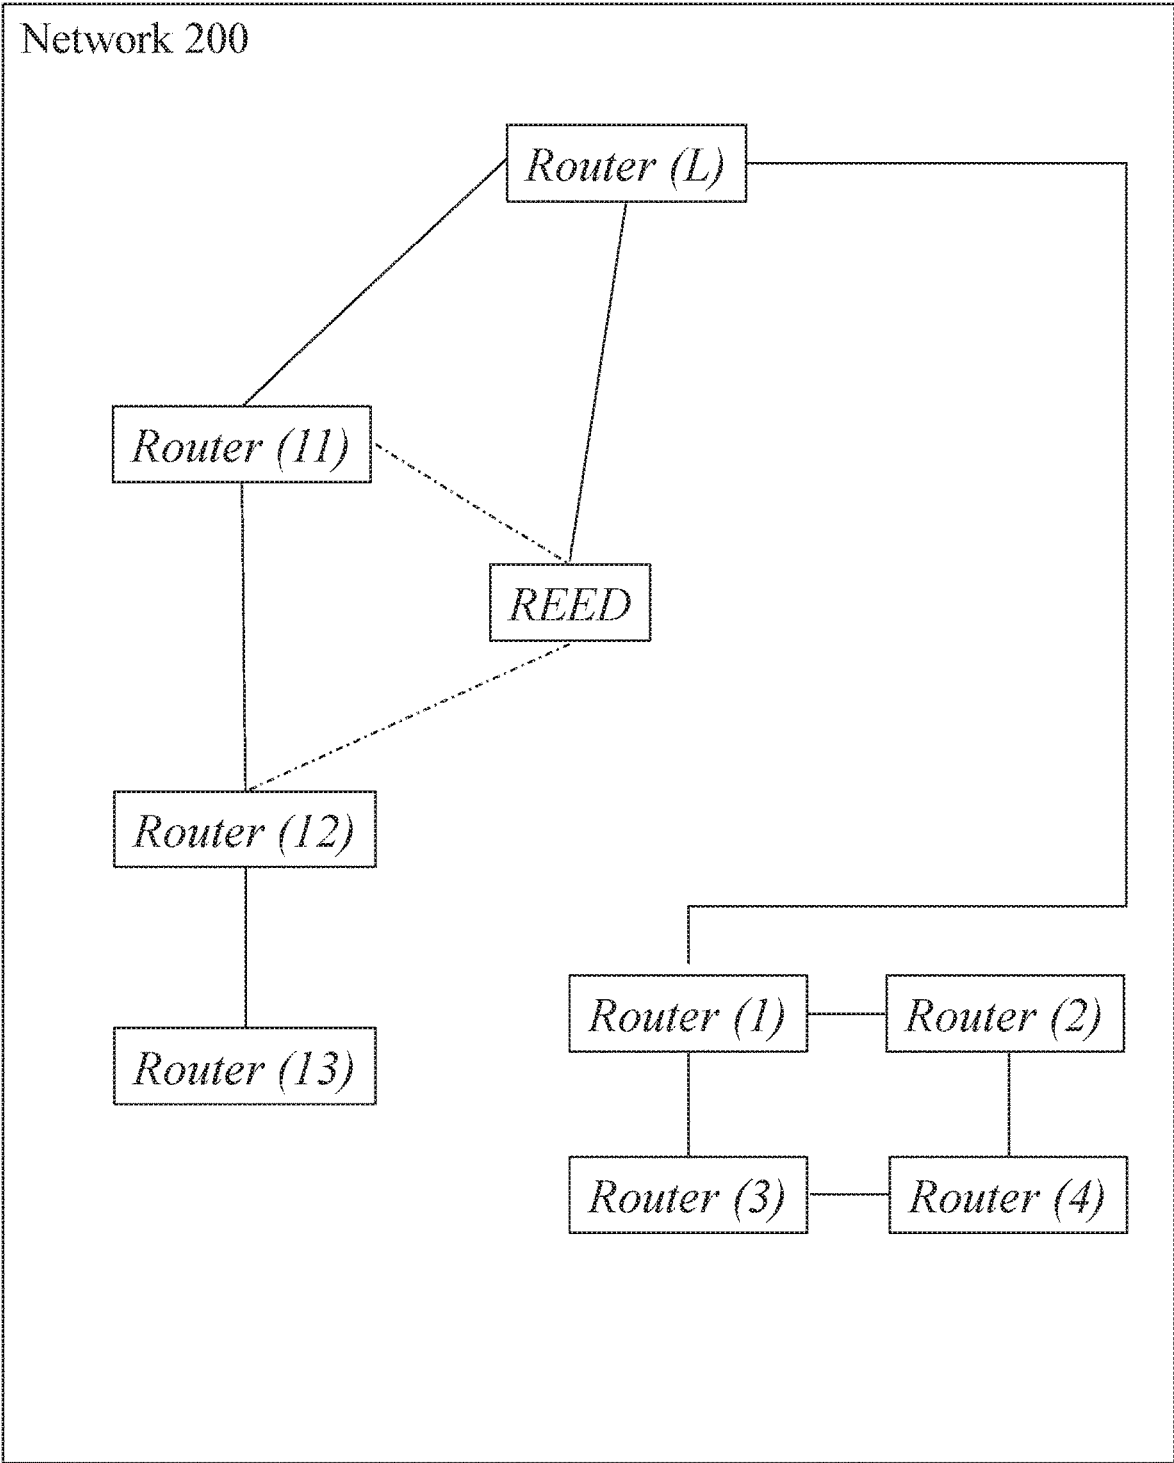 Network 200
Router (L)
Router (11)
REED
Router (12)
Router (1)
Router (2)
Router (13)
Router (3)
Router (4)